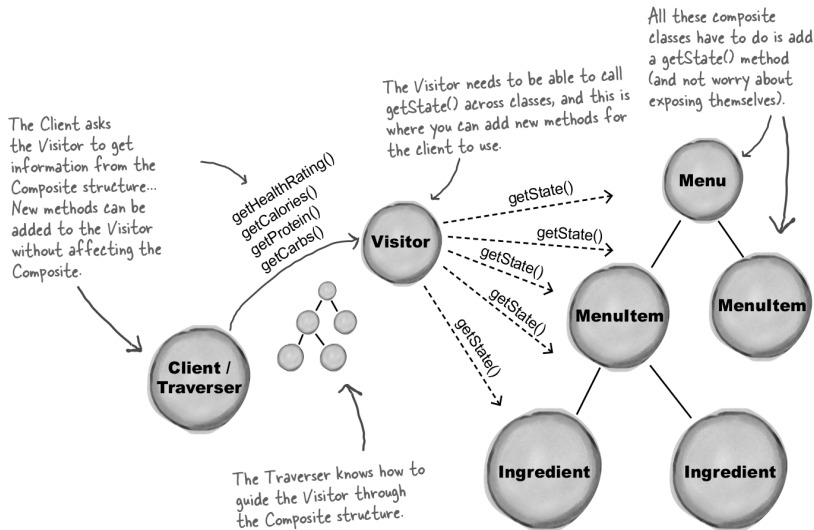 All these composite
classes have to do is add
a getState() method
(and not worry about
exposing themselves).
The Visitor needs to be able to call
getState() across classes, and this is
where you can add new methods for
the client to use.
The Client asks
the Visitor to get
information from the
Composite structure...
New methods can be
added to the Visitor
without affecting the
Composite.
getHealthRating()
getCalories()
getProtein()
getCarbs()
Visitor
getState()
getState()
getState()
getState()
getState()
Menu
MenuItem
MenuItem
Client /
Traverser
Ingredient
Ingredient
The Traverser knows how to
guide the Visitor through
the Composite structure.